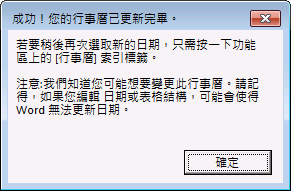 成功！您的行事曆已更新完畢。
若要稍後再次選取新的日期，只需按一下功能
區上的 [行事曆] 索引標籤。
注意:我們知道您可能想要變更此行事曆。請記
得，如果您編輯 日期或表格結構，可能會使得
Word 無法更新日期。
確定